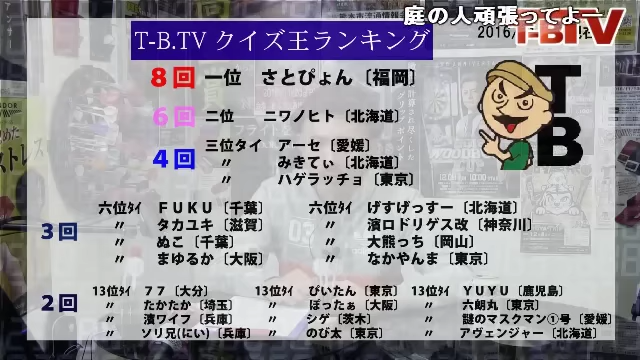 庭の人頑張ってよー
T-B.TV クイズ王ランキング
2016/
T-BTV
8回 一位 さとぴょん〔福岡〕
6回 二位 ニワノヒト〔北海道〕
4回 三位タイ アーセ〔愛媛〕
〃 みきてぃ〔北海道〕
〃 ハゲラッチョ〔東京〕
TB
3回
六位ﾀｲ ＦＵＫＵ〔千葉〕 六位ﾀｲ げすげっすー〔北海道〕
〃 タカユキ〔滋賀〕 〃 濱ロドリゲス改〔神奈川〕
〃 ぬこ〔千葉〕 〃 大熊っち〔岡山〕
〃 まゆるか〔大阪〕 〃 なかやんま〔東京〕
2回
13位ﾀｲ ７７〔大分〕 13位ﾀｲ ぴいたん〔東京〕 13位ﾀｲ ＹＵＹＵ〔鹿児島〕
〃 たかたか〔埼玉〕 〃 ぽったぁ〔大阪〕 〃 六朗丸〔東京〕
〃 濱ワイフ〔兵庫〕 〃 シゲ〔茨木〕 〃 謎のマスクマン①号〔愛媛〕
〃 ソリ兄(にい)〔兵庫〕 〃 のび太〔東京〕 〃 アヴェンジャー〔北海道〕